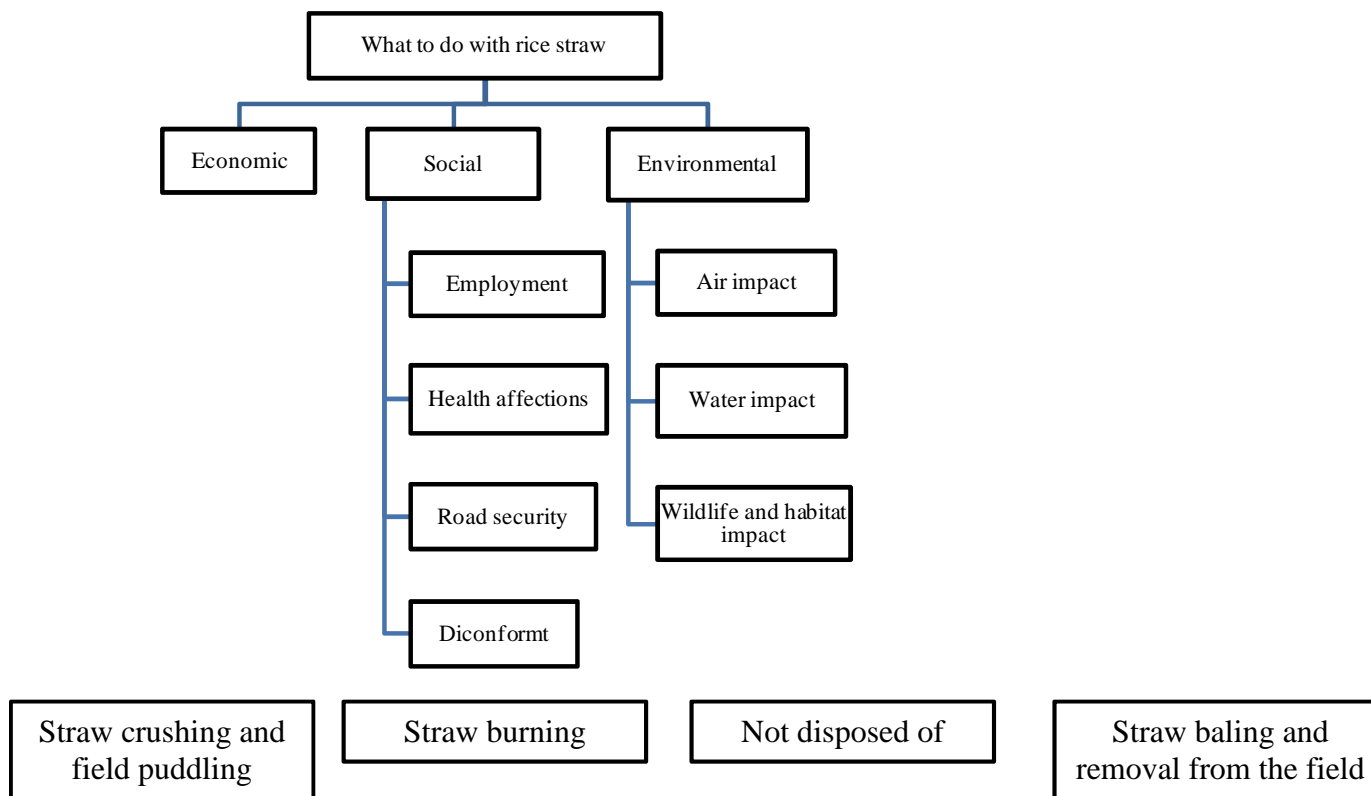 What to do with rice straw
Economic
Social
Environmental
Employment
Air impact
Health affections
Water impact
Road security
Wildlife and habitat
impact
Diconformt
Straw crushing and
field puddling
Straw burning
Not disposed of
Straw baling and
removal from the field